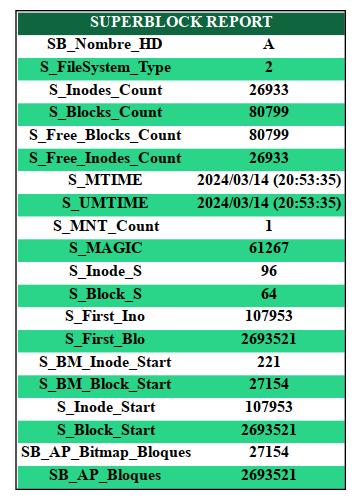 SUPERBLOCK REPORT
SB_Nombre_HD A
S_FileSystem_Type 2
S_Inodes_Count 26933
S_Blocks_Count 80799
S_Free_Blocks_Count 80799
S_Free_Inodes_Count 26933
S_MTIME 2024/03/14 (20:53:35)
S_UMTIME 2024/03/14 (20:53:35)
S_MNT_Count 1
S_MAGIC 61267
S_Inode_S 96
S_Block_S 64
S_First_Ino 107953
S_First_Blo 2693521
S_BM_Inode_Start 221
S_BM_Block_Start 27154
S_Inode_Start 107953
S_Block_Start 2693521
SB_AP_Bitmap_Bloques 27154
SB_AP_Bloques 2693521